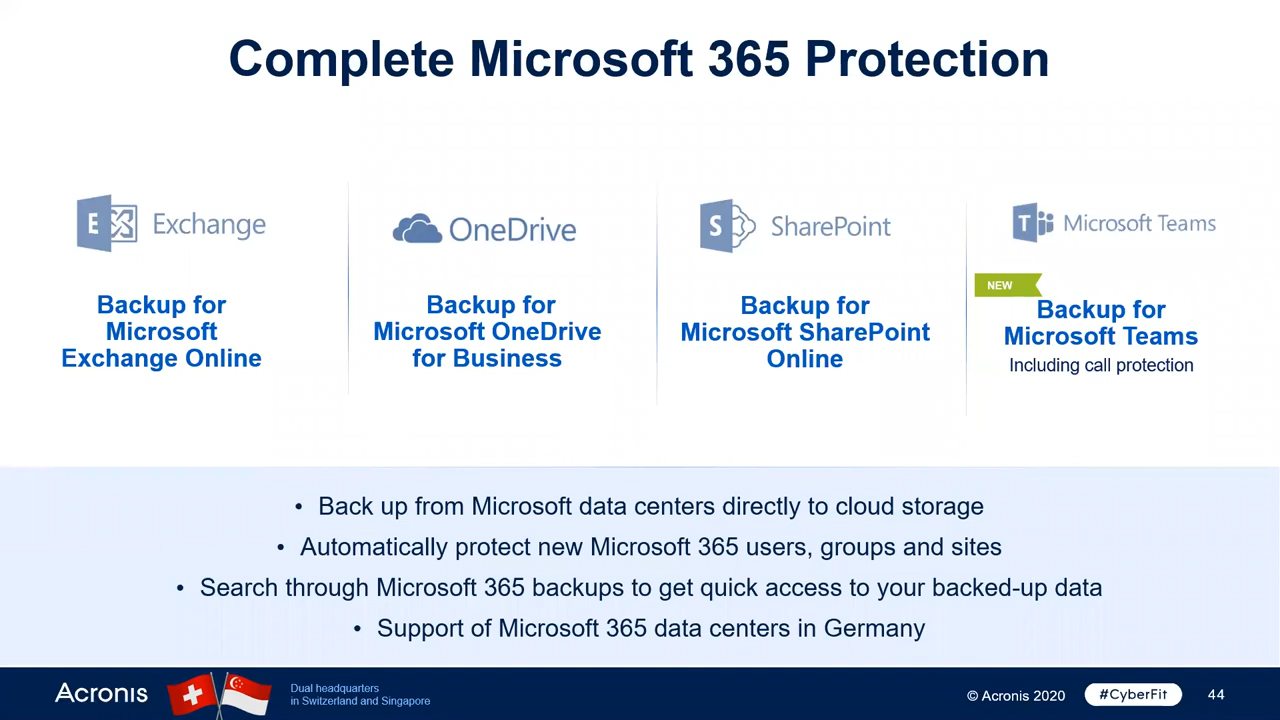 Complete Microsoft 365 Protection
E Exchange
Backup for
Microsoft
Exchange Online
OneDrive
Backup for
Microsoft OneDrive
for Business
S SharePoint
Backup for
Microsoft SharePoint
Online
T Microsoft Teams
NEW
Backup for
Microsoft Teams
Including call protection
• Back up from Microsoft data centers directly to cloud storage
• Automatically protect new Microsoft 365 users, groups and sites
• Search through Microsoft 365 backups to get quick access to your backed-up data
• Support of Microsoft 365 data centers in Germany
Acronis
Dual headquarters
in Switzerland and Singapore
© Acronis 2020
#CyberFit
44